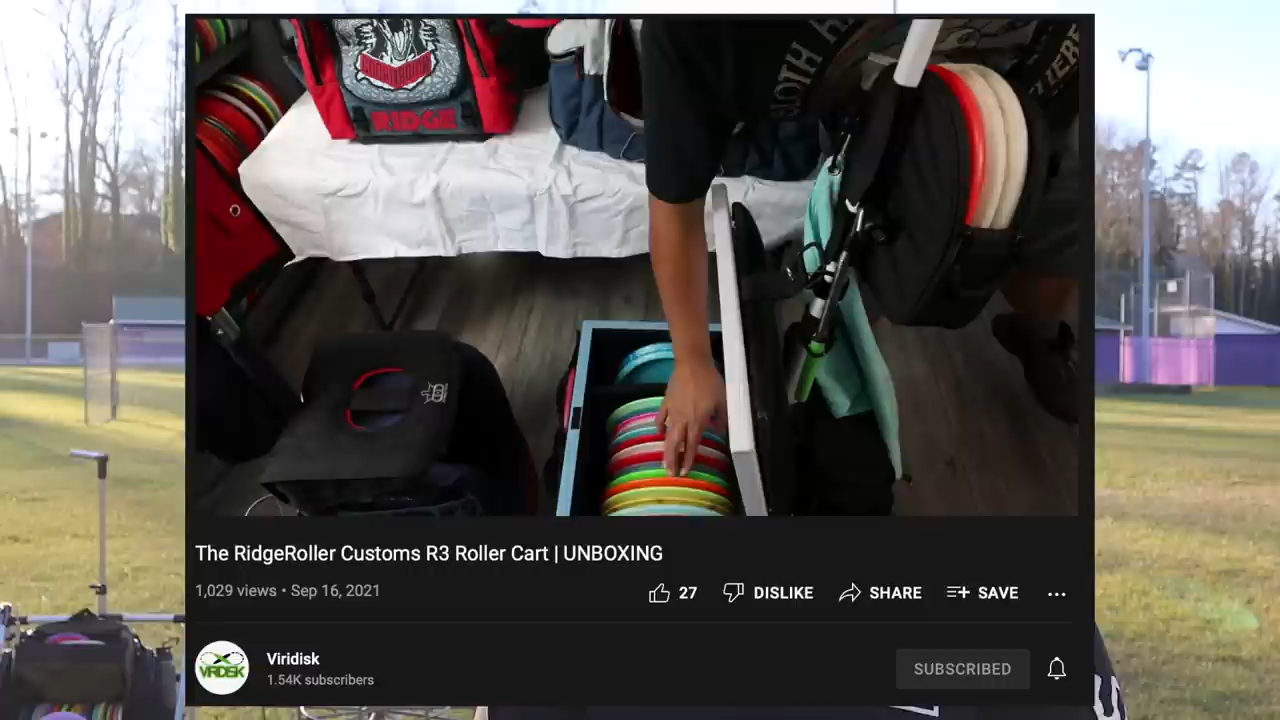 RIDGE
The RidgeRoller Customs R3 Roller Cart | UNBOXING
1,029 views • Sep 16, 2021
27
DISLIKE
SHARE
SAVE
Viridisk
1.54K subscribers
SUBSCRIBED